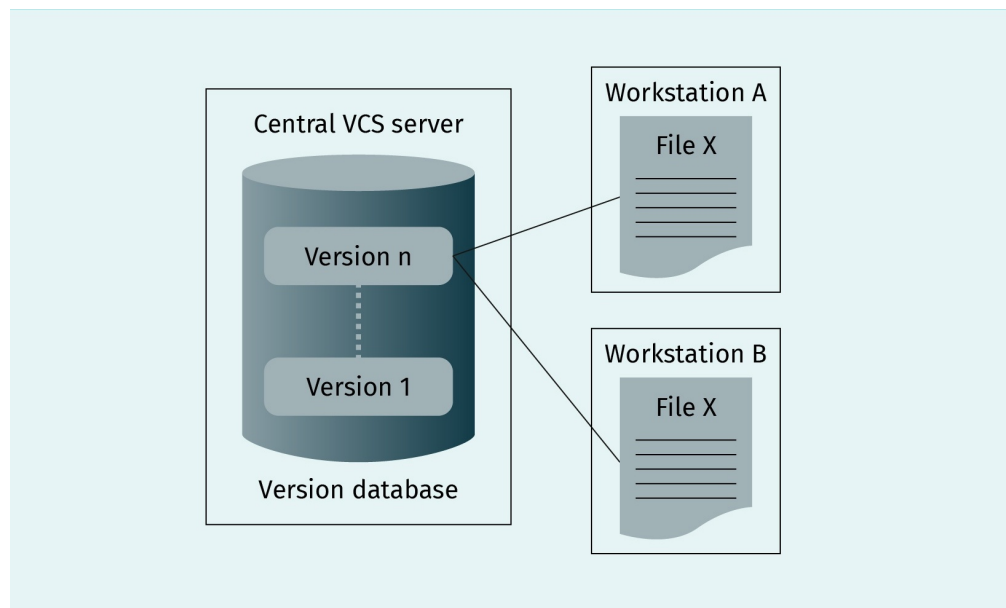 Central VCS server
Version n
Version 1
Version database
Workstation A
File X
Workstation B
File X